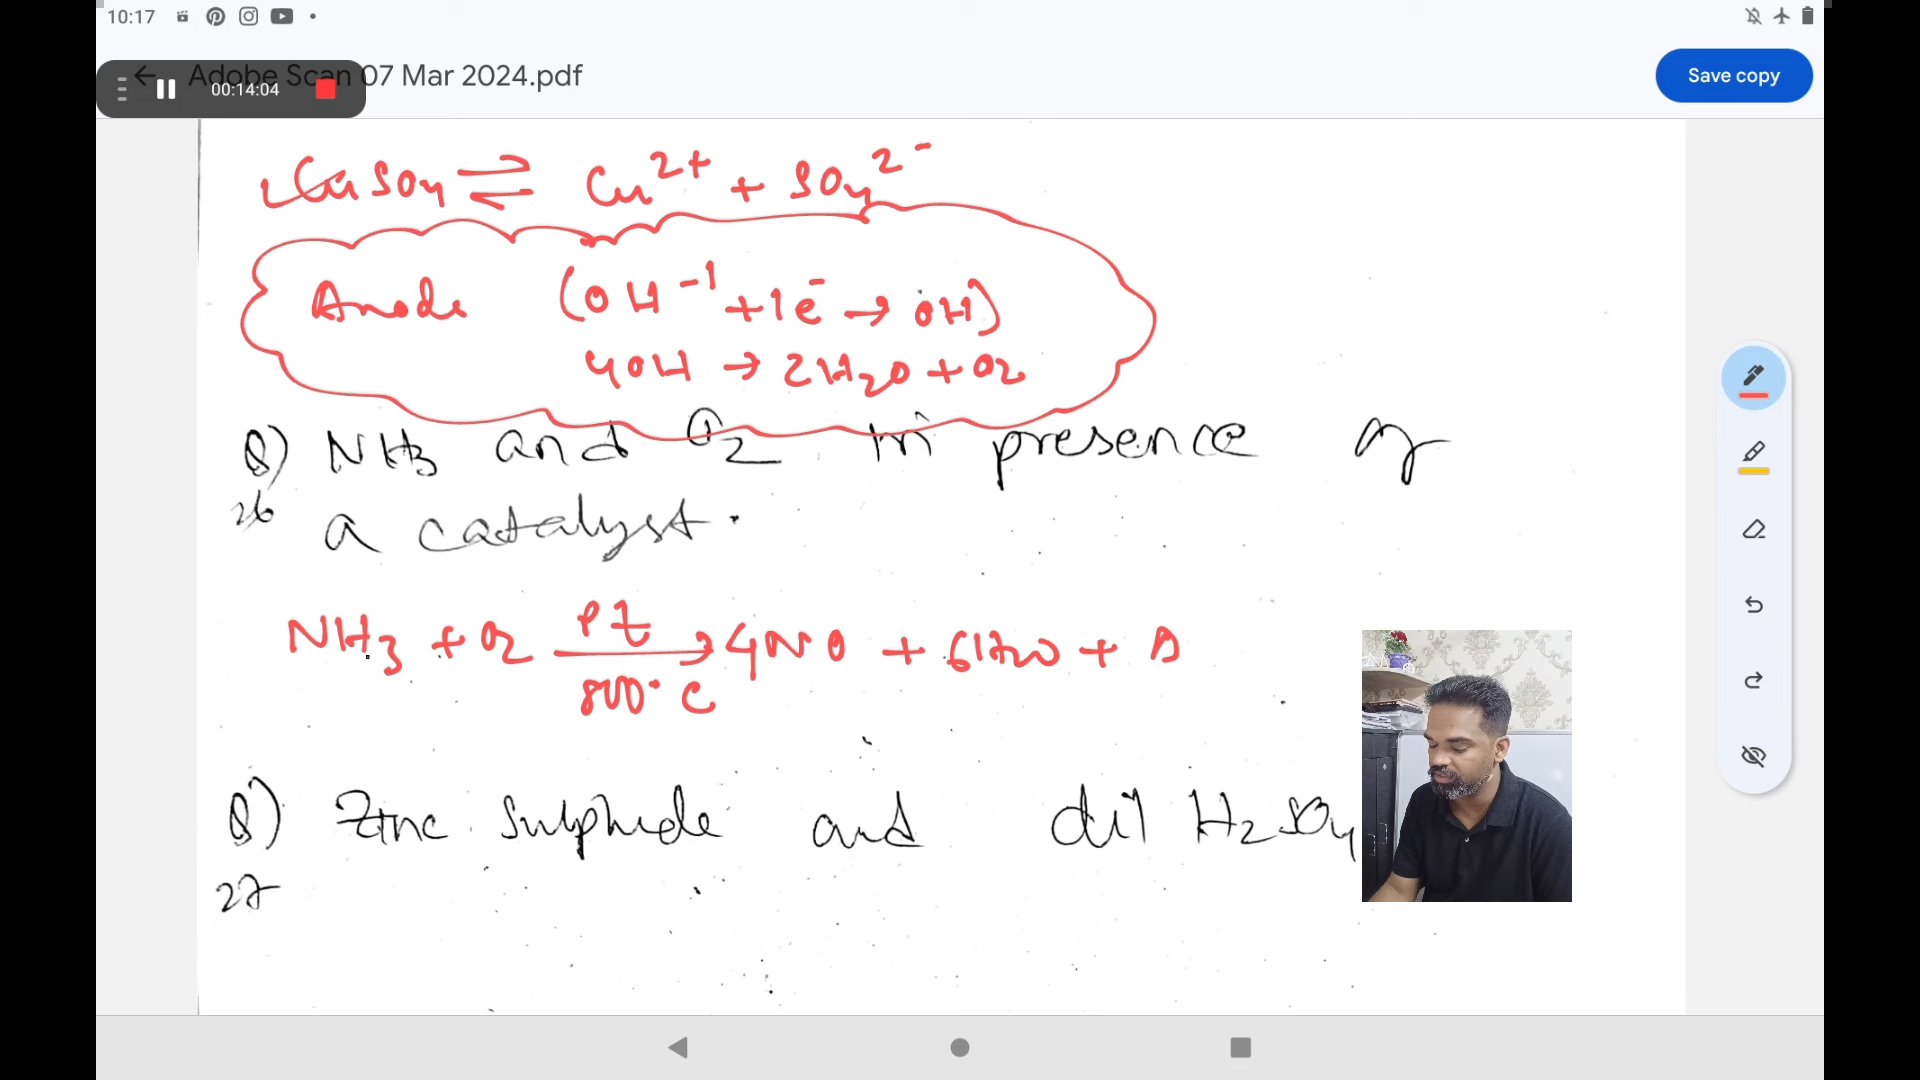 10:17
Adobe Scan 07 Mar 2024.pdf
00:14:04
Save copy
CuSO4 ⇌ Cu2+ + SO4 2-
Anode (OH-1 + 1e- → OH)
4OH → 2H2O + O2
Q) NH3 and O2 in presence of
26 a catalyst.
NH3 + O2 Pt → 4NO + 6H2O + Δ
800°C
Q) Zinc Sulphide and dil H2SO4
27